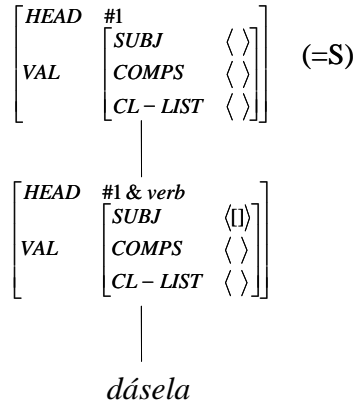 HEAD #1
SUBJ ⟨ ⟩
VAL COMPS ⟨ ⟩ (=S)
CL – LIST ⟨ ⟩
HEAD #1 & verb
SUBJ ⟨[]⟩
VAL COMPS ⟨ ⟩
CL – LIST ⟨ ⟩
dásela